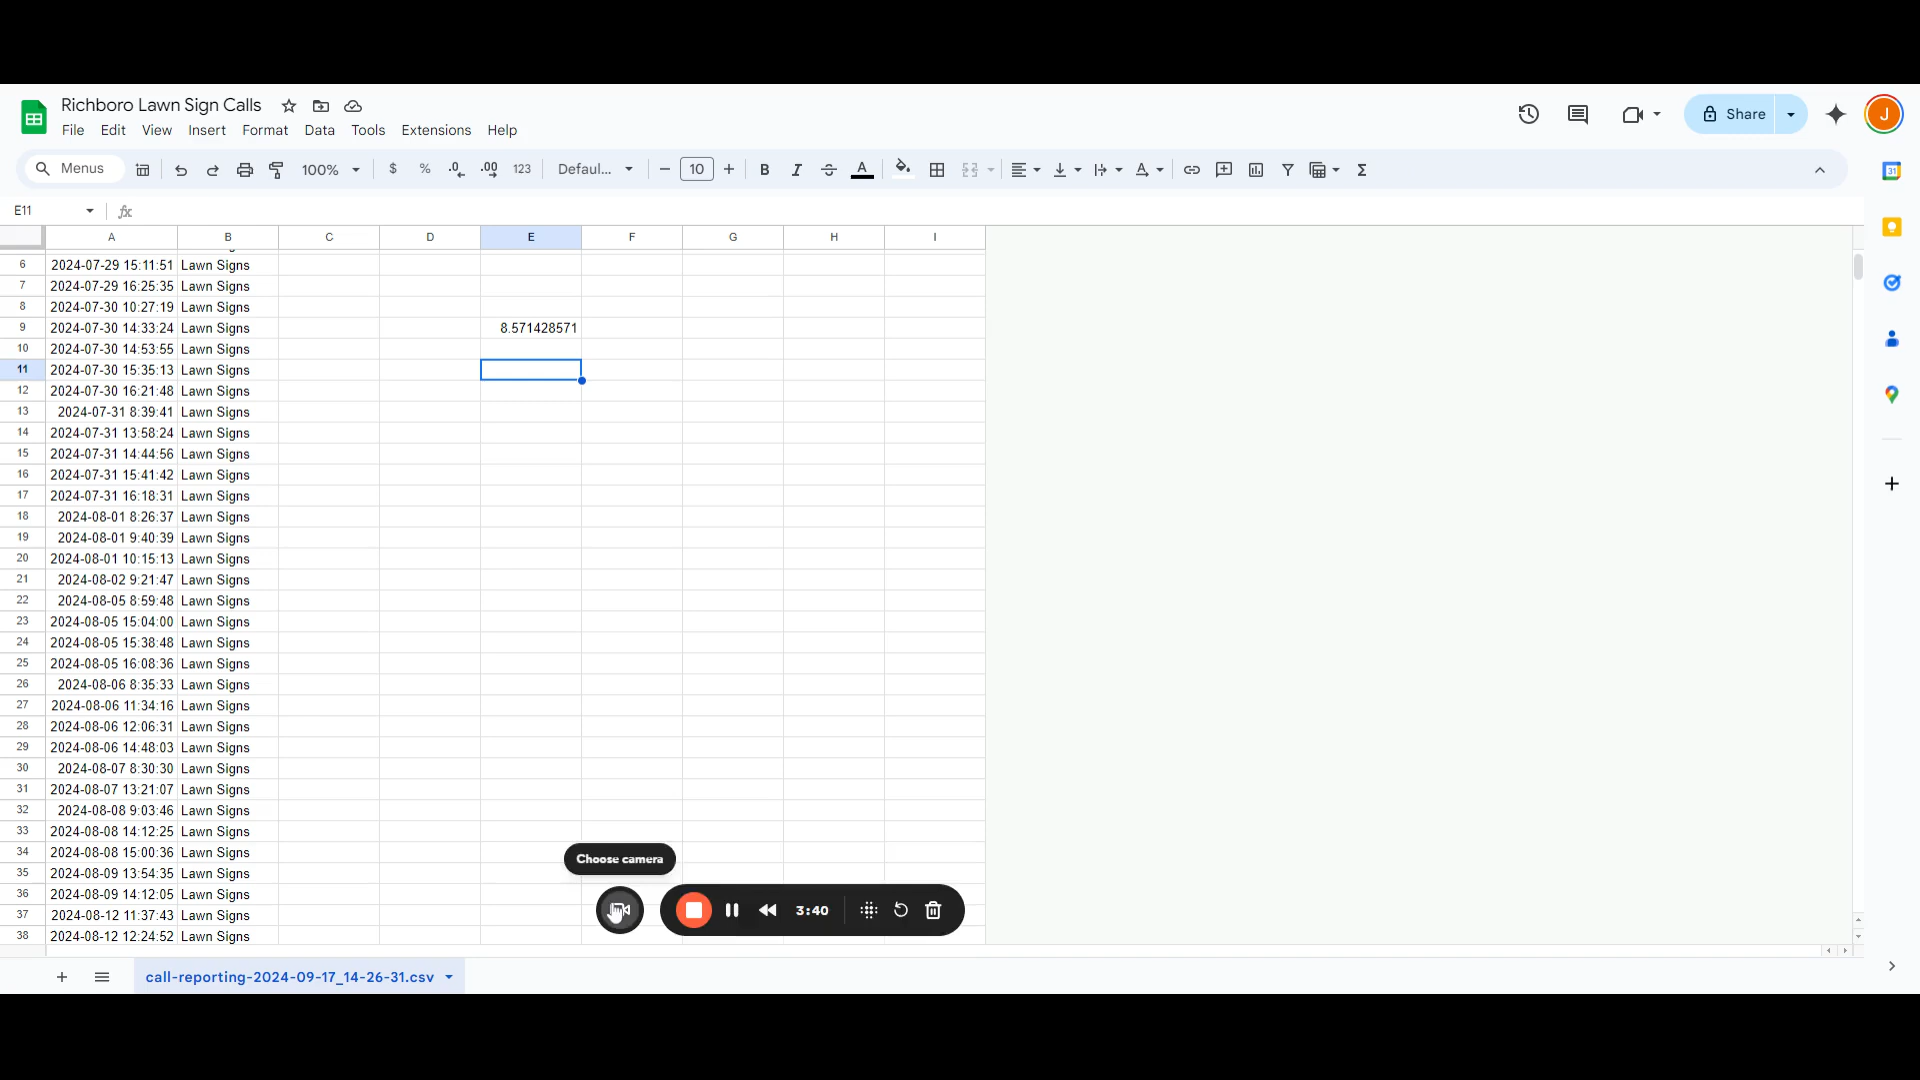 Richboro Lawn Sign Calls
File Edit View Insert Format Data Tools Extensions Help
Share
J
Menus 100% $ % .0 .00 123 Defaul... 10 B I A A
31
E11 fx
A B C D E F G H I
6 2024-07-29 15:11:51 Lawn Signs
7 2024-07-29 16:25:35 Lawn Signs
8 2024-07-30 10:27:19 Lawn Signs
9 2024-07-30 14:33:24 Lawn Signs 8.571428571
10 2024-07-30 14:53:55 Lawn Signs
11 2024-07-30 15:35:13 Lawn Signs
12 2024-07-30 16:21:48 Lawn Signs
13 2024-07-31 8:39:41 Lawn Signs
14 2024-07-31 13:58:24 Lawn Signs
15 2024-07-31 14:44:56 Lawn Signs
16 2024-07-31 15:41:42 Lawn Signs
17 2024-07-31 16:18:31 Lawn Signs
18 2024-08-01 8:26:37 Lawn Signs
19 2024-08-01 9:40:39 Lawn Signs
20 2024-08-01 10:15:13 Lawn Signs
21 2024-08-02 9:21:47 Lawn Signs
22 2024-08-05 8:59:48 Lawn Signs
23 2024-08-05 15:04:00 Lawn Signs
24 2024-08-05 15:38:48 Lawn Signs
25 2024-08-05 16:08:36 Lawn Signs
26 2024-08-06 8:35:33 Lawn Signs
27 2024-08-06 11:34:16 Lawn Signs
28 2024-08-06 12:06:31 Lawn Signs
29 2024-08-06 14:48:03 Lawn Signs
30 2024-08-07 8:30:30 Lawn Signs
31 2024-08-07 13:21:07 Lawn Signs
32 2024-08-08 9:03:46 Lawn Signs
33 2024-08-08 14:12:25 Lawn Signs
34 2024-08-08 15:00:36 Lawn Signs
35 2024-08-09 13:54:35 Lawn Signs
36 2024-08-09 14:12:05 Lawn Signs
37 2024-08-12 11:37:43 Lawn Signs
38 2024-08-12 12:24:52 Lawn Signs
Choose camera
3:40
call-reporting-2024-09-17_14-26-31.csv